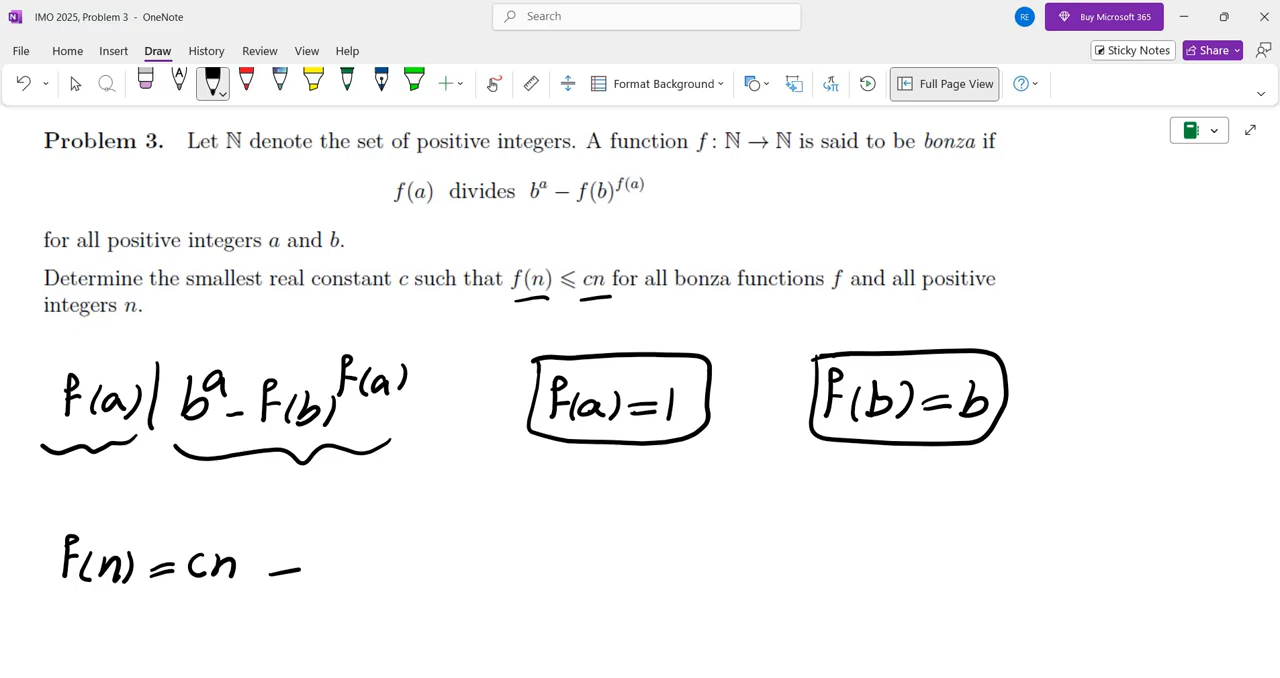 IMO 2025, Problem 3 - OneNote
Search
RE
Buy Microsoft 365
File Home Insert Draw History Review View Help
Sticky Notes
Share
Format Background
Full Page View
Problem 3. Let ℕ denote the set of positive integers. A function f: ℕ → ℕ is said to be bonza if
f(a) divides b^a − f(b)^{f(a)}
for all positive integers a and b.
Determine the smallest real constant c such that f(n) ⩽ cn for all bonza functions f and all positive
integers n.
f(a) | b^a - f(b)^{f(a)} f(a)=1 f(b)=b
f(n) = cn –